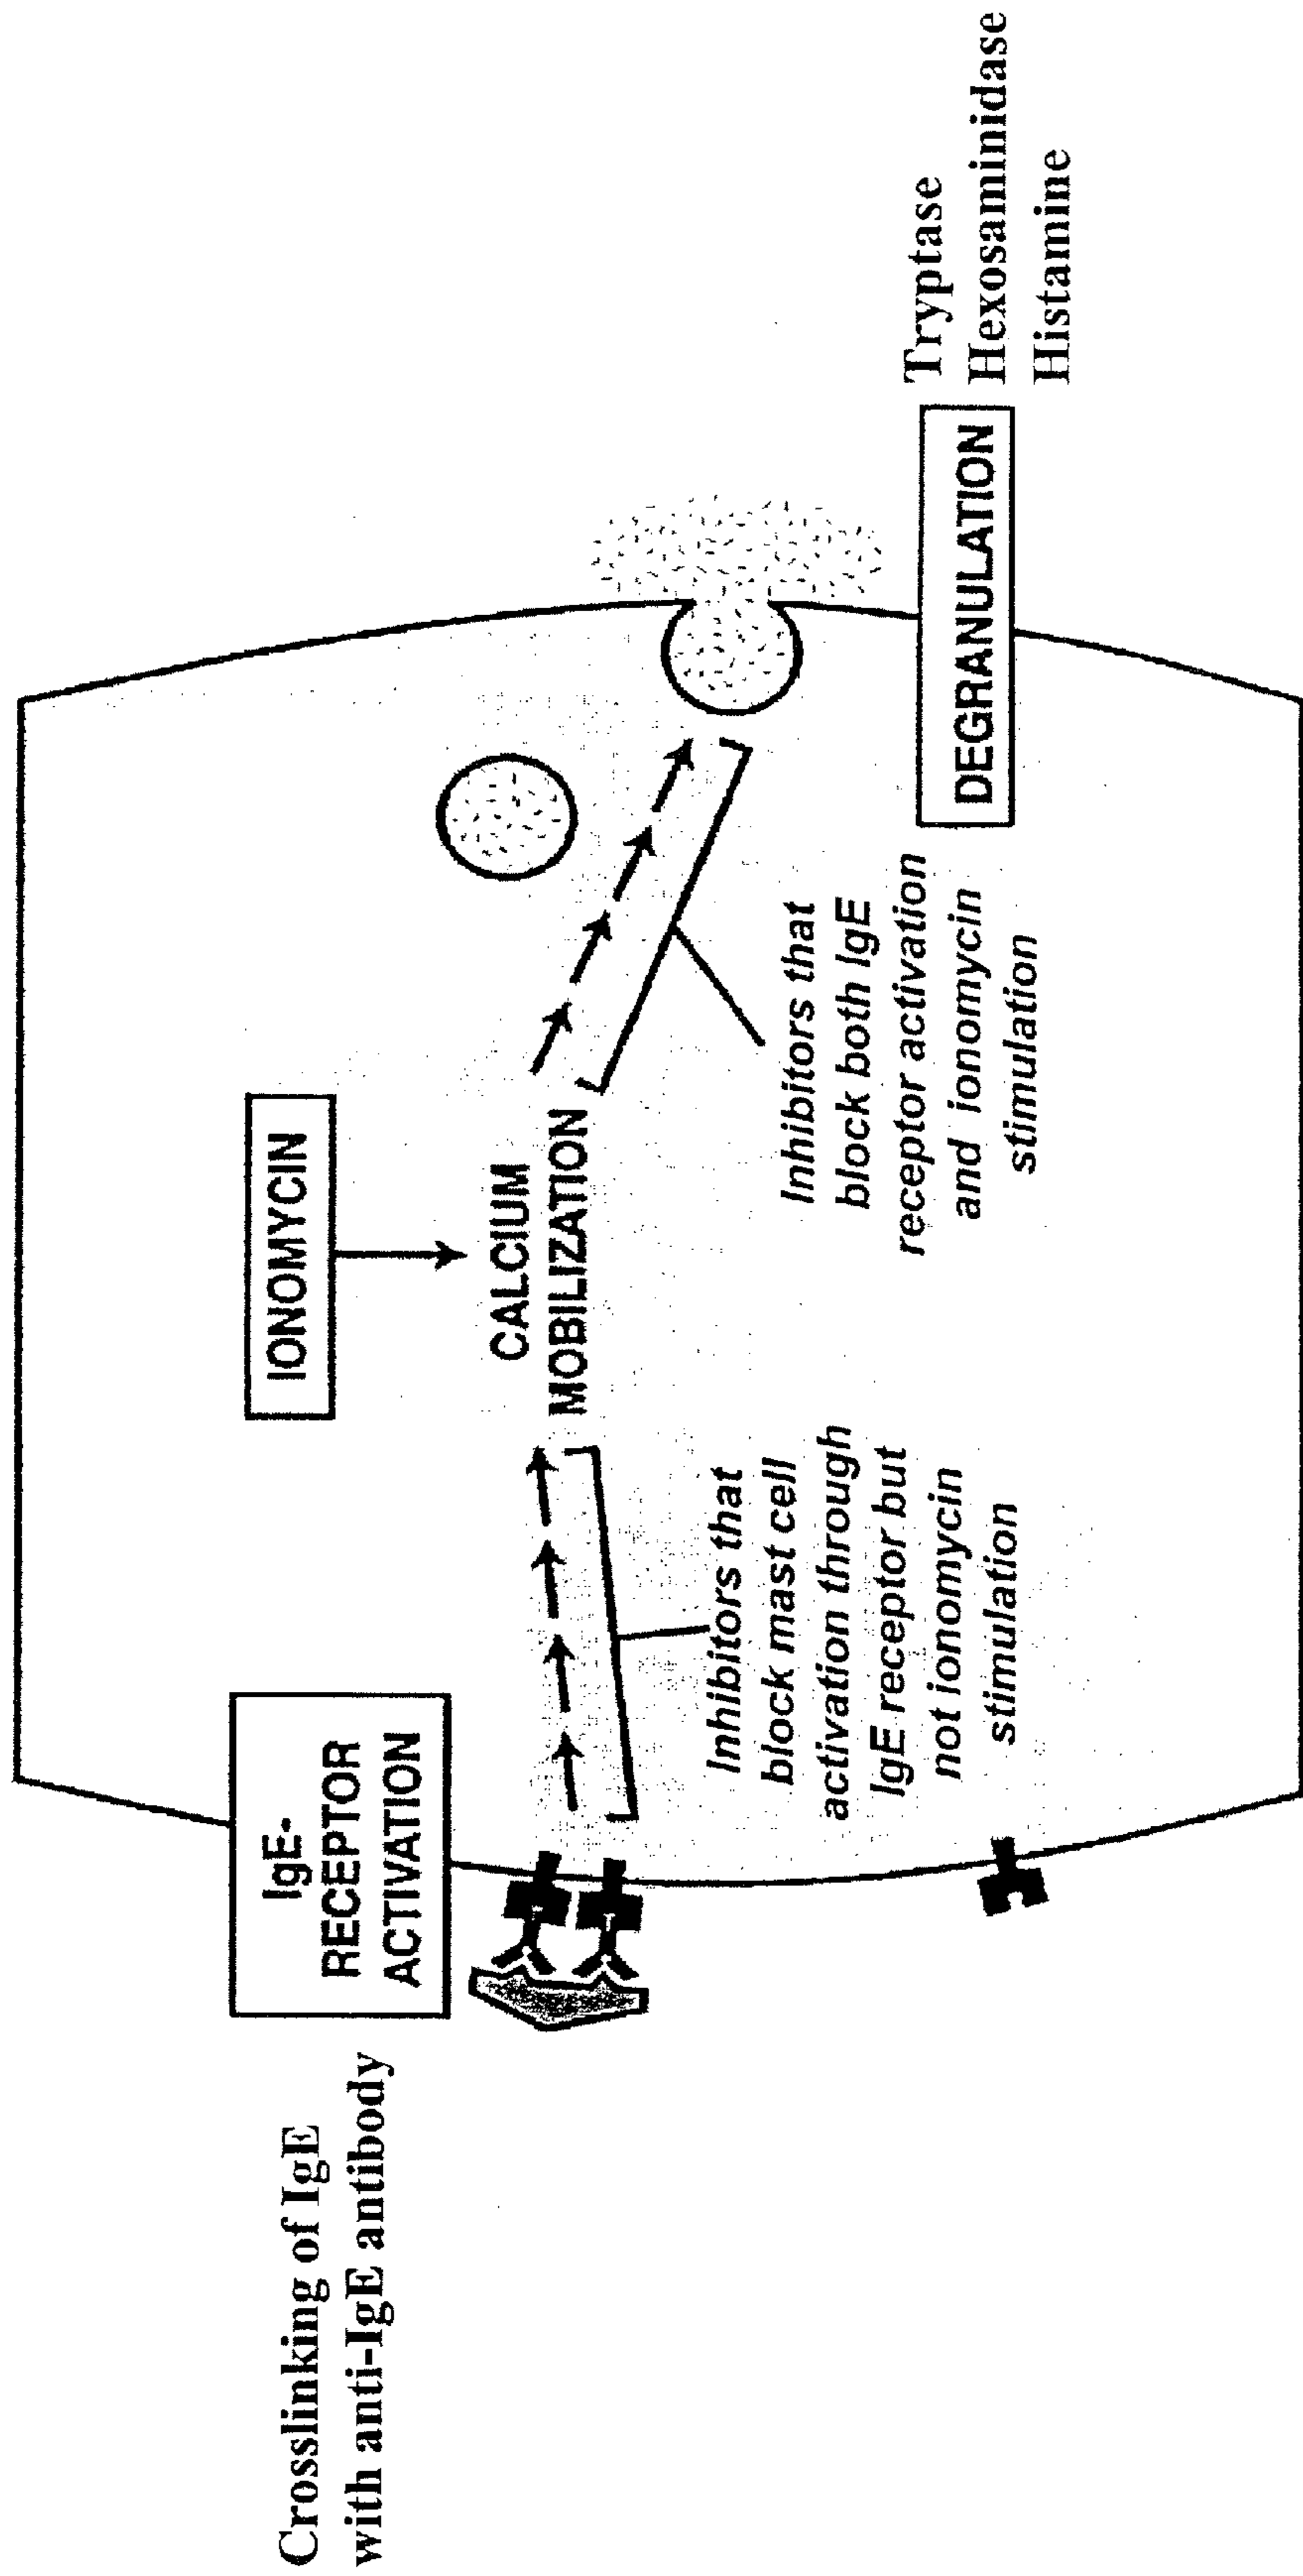 Crosslinking of IgE
with anti-IgE antibody
IgE-
RECEPTOR
ACTIVATION
IONOMYCIN
CALCIUM
MOBILIZATION
Inhibitors that
block mast cell
activation through
IgE receptor but
not ionomycin
stimulation
Inhibitors that
block both IgE
receptor activation
and ionomycin
stimulation
DEGRANULATION
Tryptase
Hexosaminidase
Histamine